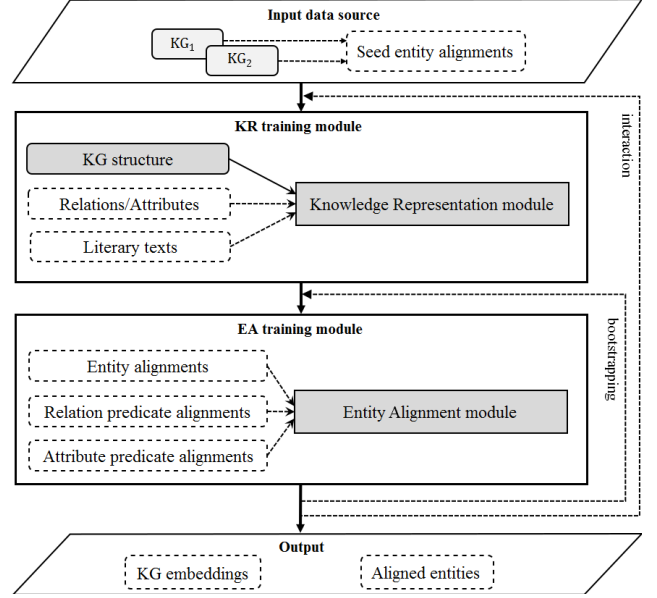 Input data source
KG₁
KG₂
Seed entity alignments
KR training module
KG structure
Relations/Attributes
Literary texts
Knowledge Representation module
interaction
EA training module
Entity alignments
Relation predicate alignments
Attribute predicate alignments
Entity Alignment module
bootstrapping
Output
KG embeddings
Aligned entities